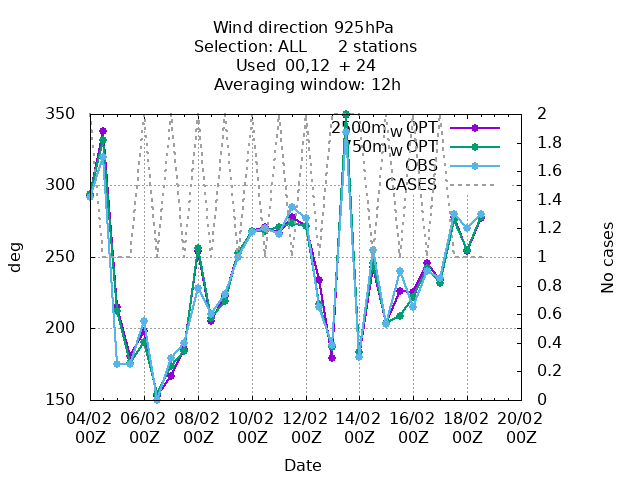 Wind direction 925hPa
Selection: ALL 2 stations
Used 00,12 + 24
Averaging window: 12h
350
300
250
200
150
deg
2
1.8
1.6
1.4
1.2
1
0.8
0.6
0.4
0.2
0
No cases
2500m_w OPT
750m_w OPT
OBS
CASES
04/02 06/02 08/02 10/02 12/02 14/02 16/02 18/02 20/02
00Z 00Z 00Z 00Z 00Z 00Z 00Z 00Z 00Z
Date